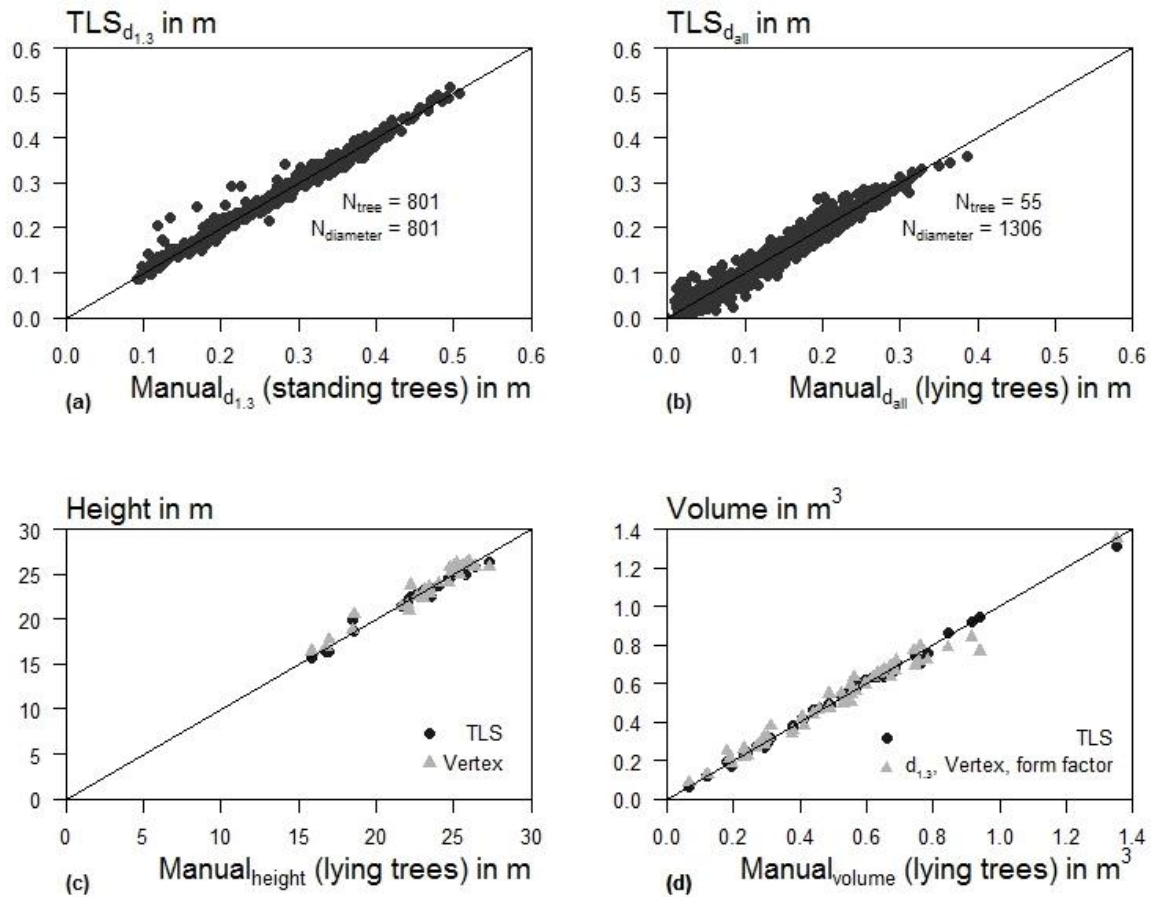 TLSd1.3 in m
0.6
0.5
0.4
0.3
0.2
0.1
0.0
Ntree = 801
Ndiameter = 801
0.0 0.1 0.2 0.3 0.4 0.5 0.6
(a) Manuald1.3 (standing trees) in m
TLSdall in m
0.6
0.5
0.4
0.3
0.2
0.1
0.0
Ntree = 55
Ndiameter = 1306
0.0 0.1 0.2 0.3 0.4 0.5 0.6
(b) Manualdall (lying trees) in m
Height in m
30
25
20
15
10
5
0
TLS
Vertex
0 5 10 15 20 25 30
(c) Manualheight (lying trees) in m
Volume in m³
1.4
1.2
1.0
0.8
0.6
0.4
0.2
0.0
TLS
d1.3, Vertex, form factor
0.0 0.2 0.4 0.6 0.8 1.0 1.2 1.4
(d) Manualvolume (lying trees) in m³